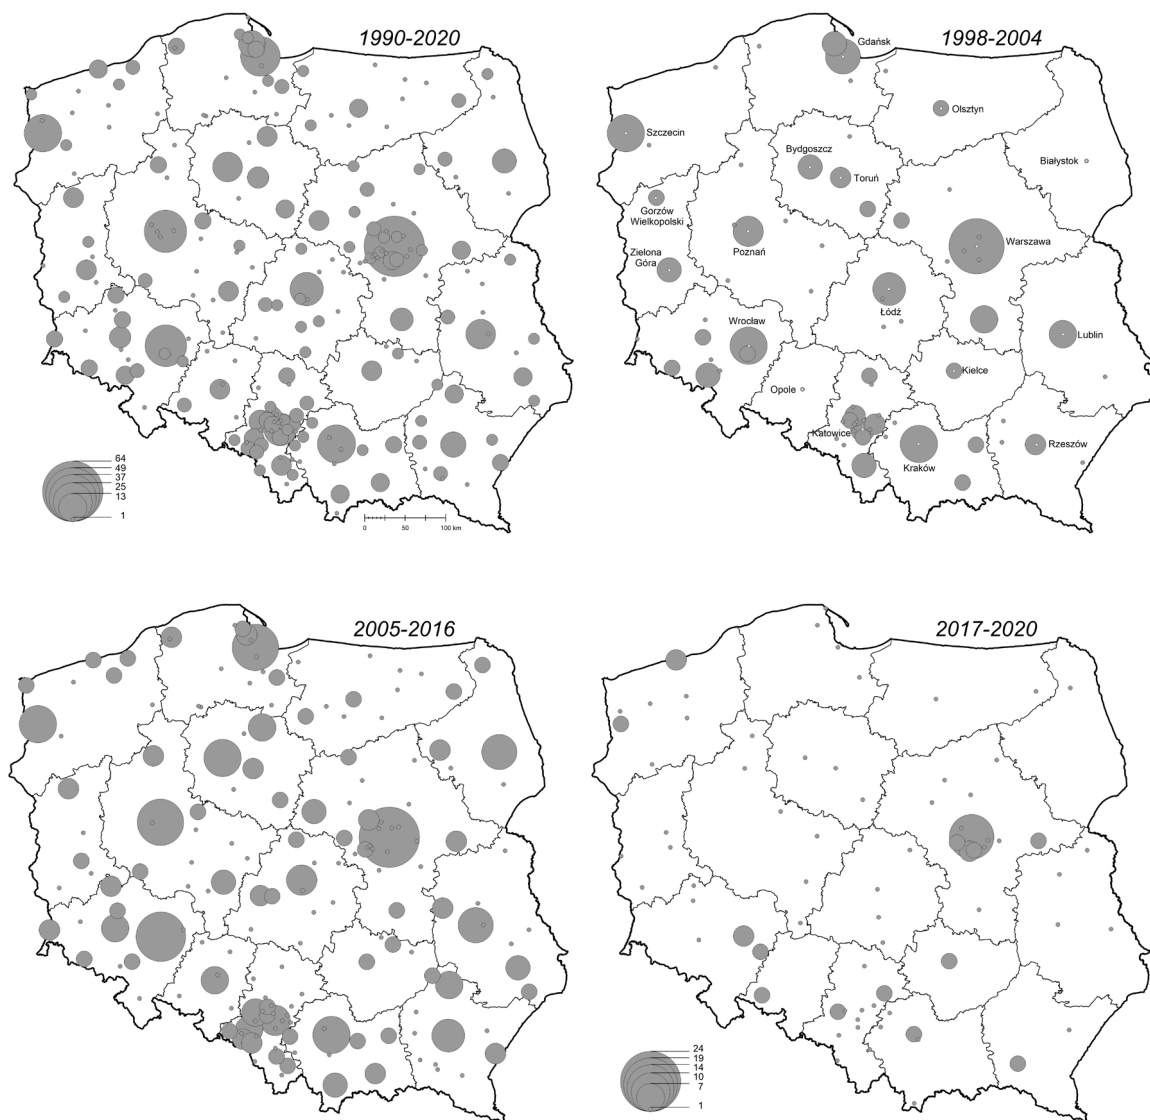 1990-2020
64
49
37
25
13
1
0
50
100 km
1998-2004
Gdańsk
Olsztyn
Szczecin
Bydgoszcz
Białystok
Toruń
Gorzów
Wielkopolski
Poznań
Warszawa
Zielona
Góra
Łódź
Wrocław
Lublin
Kielce
Opole
Katowice
Kraków
Rzeszów
2005-2016
2017-2020
24
19
14
10
7
1